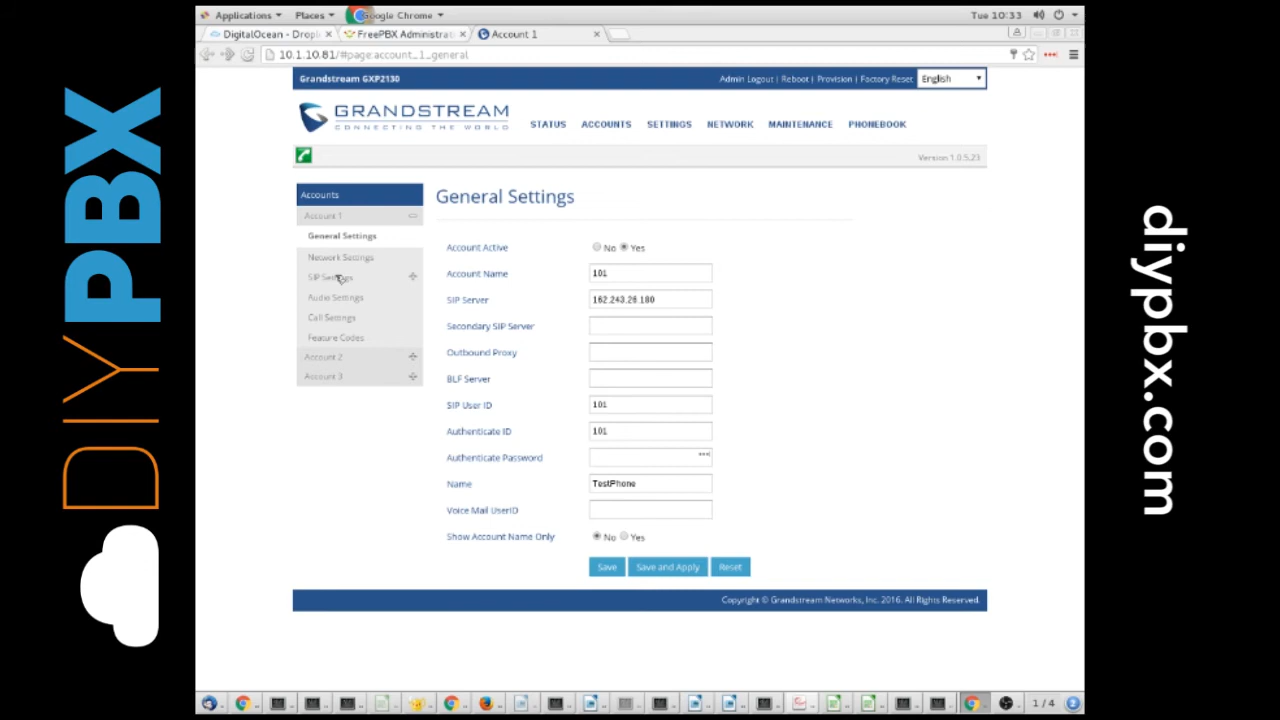 Applications Places Google Chrome Tue 10:33
DigitalOcean - Dropl FreePBX Administrat Account 1
10.1.10.81/#page:account_1_general
Grandstream GXP2130 Admin Logout | Reboot | Provision | Factory Reset English
GRANDSTREAM
CONNECTING THE WORLD
STATUS ACCOUNTS SETTINGS NETWORK MAINTENANCE PHONEBOOK
Version 1.0.5.23
Accounts
Account 1
General Settings
Network Settings
SIP Settings
Audio Settings
Call Settings
Feature Codes
Account 2
Account 3
General Settings
Account Active No Yes
Account Name 101
SIP Server 162.243.26.180
Secondary SIP Server
Outbound Proxy
BLF Server
SIP User ID 101
Authenticate ID 101
Authenticate Password
Name TestPhone
Voice Mail UserID
Show Account Name Only No Yes
Save Save and Apply Reset
Copyright © Grandstream Networks, Inc. 2016. All Rights Reserved.
1 / 4 2
DIYPBX
diypbx.com